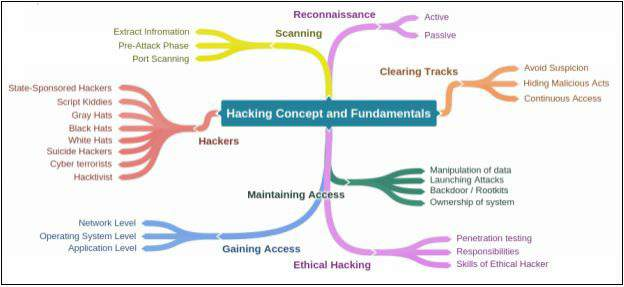 Reconnaissance
Active
Passive
Scanning
Extract Infromation
Pre-Attack Phase
Port Scanning
Clearing Tracks
Avoid Suspicion
Hiding Malicious Acts
Continuous Access
Hacking Concept and Fundamentals
State-Sponsored Hackers
Script Kiddies
Gray Hats
Black Hats
White Hats
Suicide Hackers
Cyber terrorists
Hacktivist
Hackers
Maintaining Access
Manipulation of data
Launching Attacks
Backdoor / Rootkits
Ownership of system
Network Level
Operating System Level
Application Level
Gaining Access
Ethical Hacking
Penetration testing
Responsibilities
Skills of Ethical Hacker